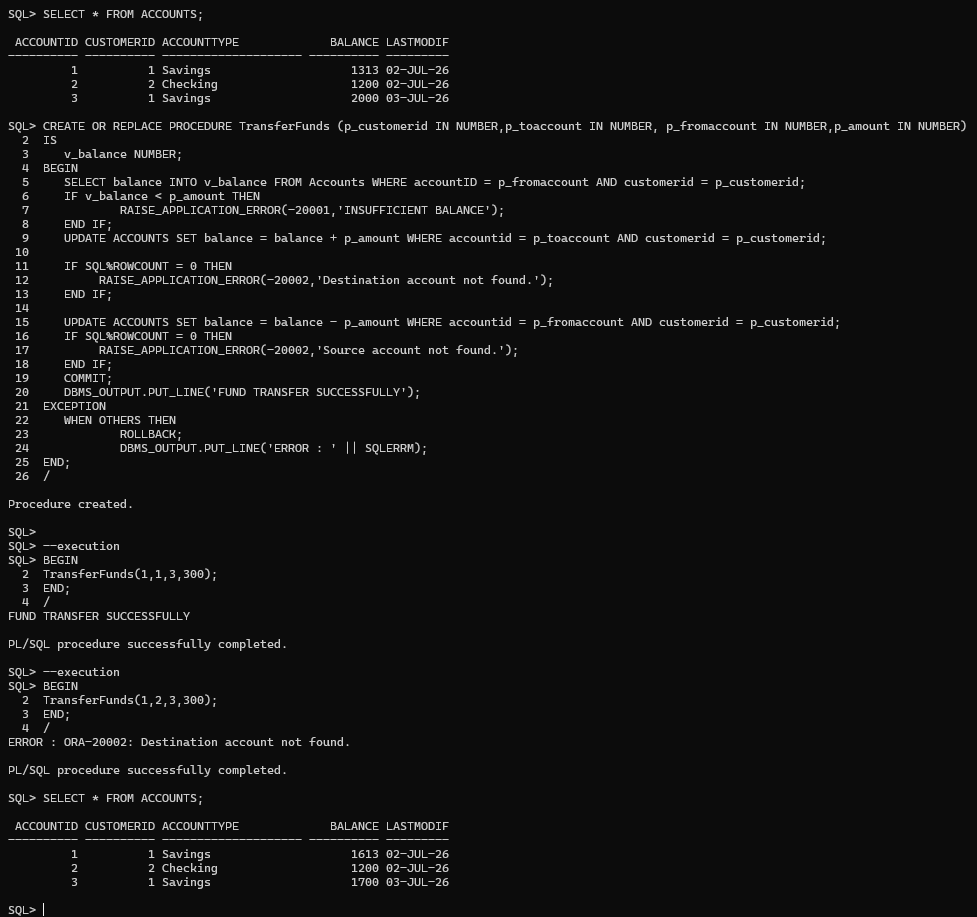 SQL> SELECT * FROM ACCOUNTS;

 ACCOUNTID CUSTOMERID ACCOUNTTYPE             BALANCE LASTMODIF
---------- ---------- -------------------- ---------- ---------
         1          1 Savings                    1313 02-JUL-26
         2          2 Checking                   1200 02-JUL-26
         3          1 Savings                    2000 03-JUL-26

SQL> CREATE OR REPLACE PROCEDURE TransferFunds (p_customerid IN NUMBER,p_toaccount IN NUMBER, p_fromaccount IN NUMBER,p_amount IN NUMBER)
  2  IS
  3     v_balance NUMBER;
  4  BEGIN
  5     SELECT balance INTO v_balance FROM Accounts WHERE accountID = p_fromaccount AND customerid = p_customerid;
  6     IF v_balance < p_amount THEN
  7             RAISE_APPLICATION_ERROR(-20001,'INSUFFICIENT BALANCE');
  8     END IF;
  9     UPDATE ACCOUNTS SET balance = balance + p_amount WHERE accountid = p_toaccount AND customerid = p_customerid;
 10
 11     IF SQL%ROWCOUNT = 0 THEN
 12          RAISE_APPLICATION_ERROR(-20002,'Destination account not found.');
 13     END IF;
 14
 15     UPDATE ACCOUNTS SET balance = balance - p_amount WHERE accountid = p_fromaccount AND customerid = p_customerid;
 16     IF SQL%ROWCOUNT = 0 THEN
 17          RAISE_APPLICATION_ERROR(-20002,'Source account not found.');
 18     END IF;
 19     COMMIT;
 20     DBMS_OUTPUT.PUT_LINE('FUND TRANSFER SUCCESSFULLY');
 21  EXCEPTION
 22     WHEN OTHERS THEN
 23             ROLLBACK;
 24             DBMS_OUTPUT.PUT_LINE('ERROR : ' || SQLERRM);
 25  END;
 26  /

Procedure created.

SQL>
SQL> --execution
SQL> BEGIN
  2  TransferFunds(1,1,3,300);
  3  END;
  4  /
FUND TRANSFER SUCCESSFULLY

PL/SQL procedure successfully completed.

SQL> --execution
SQL> BEGIN
  2  TransferFunds(1,2,3,300);
  3  END;
  4  /
ERROR : ORA-20002: Destination account not found.

PL/SQL procedure successfully completed.

SQL> SELECT * FROM ACCOUNTS;

 ACCOUNTID CUSTOMERID ACCOUNTTYPE             BALANCE LASTMODIF
---------- ---------- -------------------- ---------- ---------
         1          1 Savings                    1613 02-JUL-26
         2          2 Checking                   1200 02-JUL-26
         3          1 Savings                    1700 03-JUL-26

SQL>